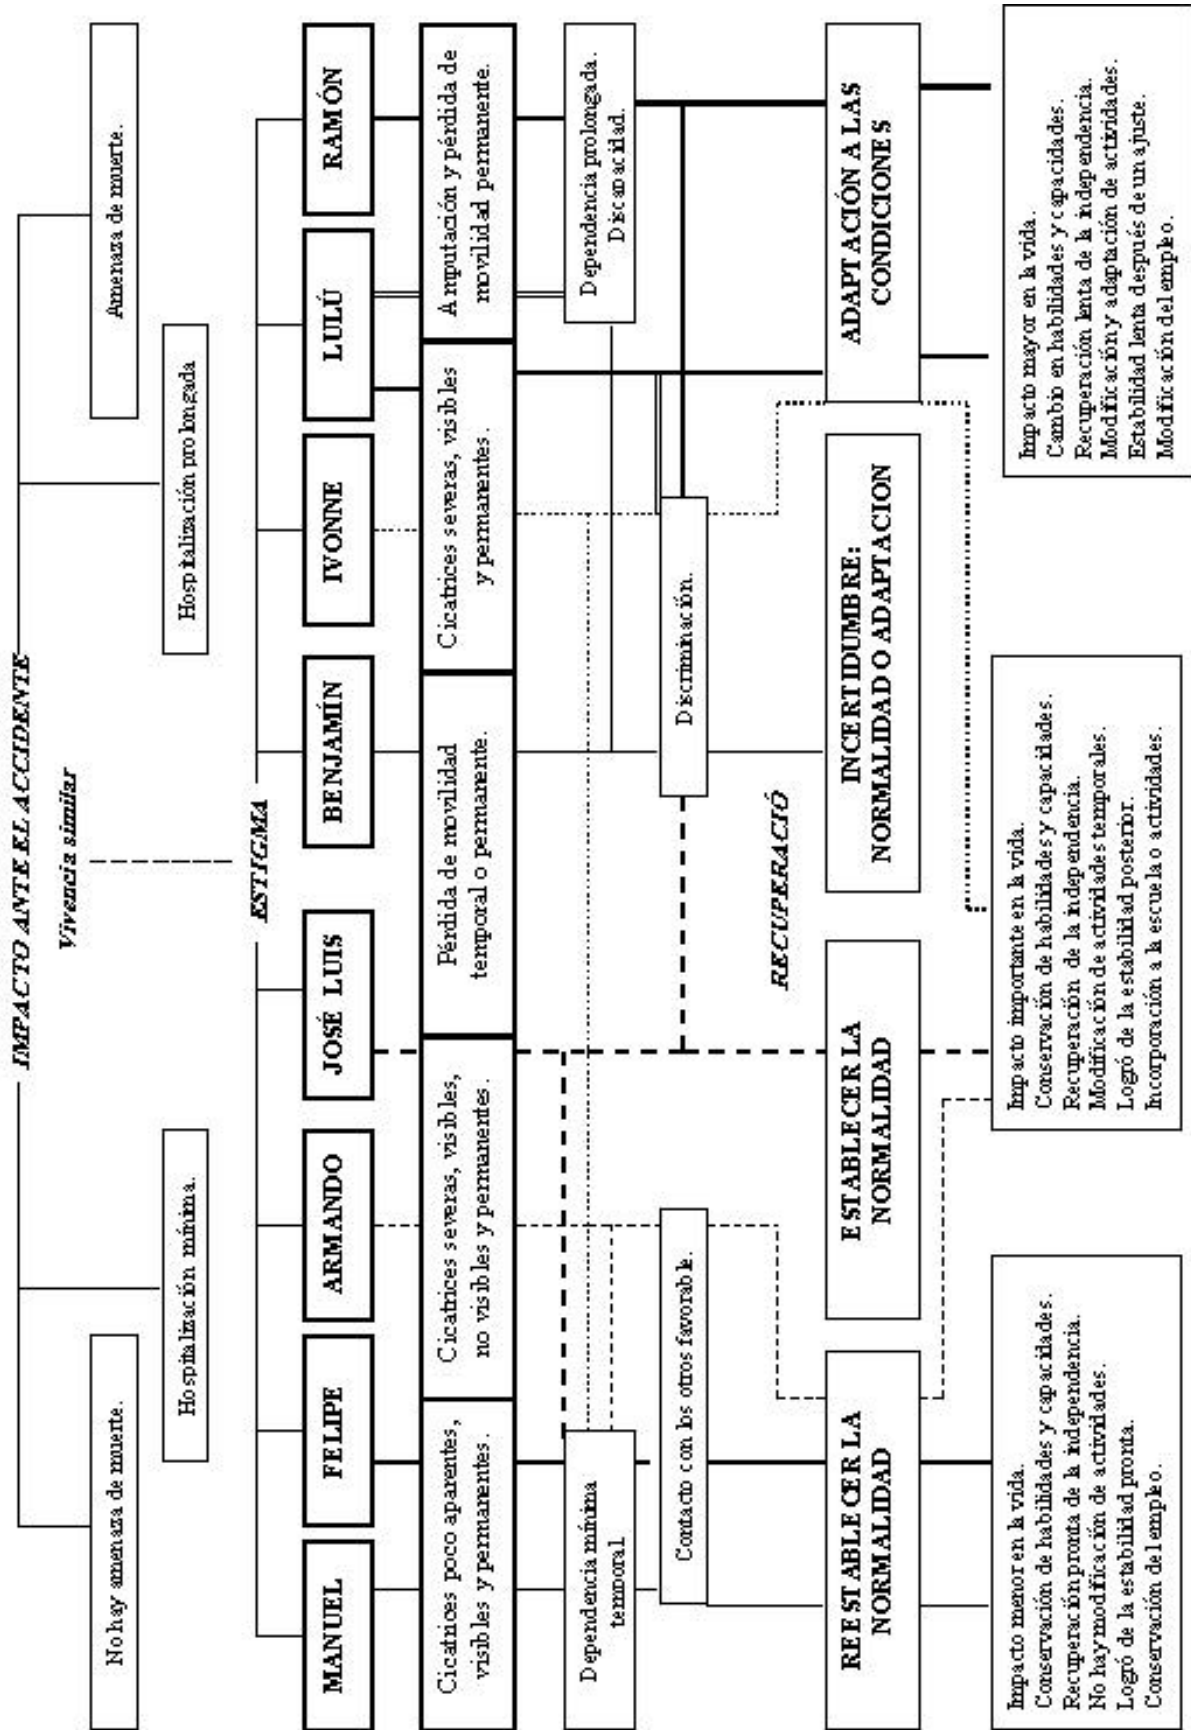 IMPACTO ANTE EL ACCIDENTE
Vivencia similar
No hay amenaza de muerte.
Amenaza de muerte.
Hospitalización mínima.
Hospitalización prolongada
ESTIGMA
MANUEL
FELIPE
ARMANDO
JOSÉ LUIS
BENJAMÍN
IVONNE
LULÚ
RAMÓN
Cicatrices poco aparentes,
visibles y permanentes.
Cicatrices severas, visibles,
no visibles y permanentes.
Pérdida de movilidad
temporal o permanente.
Cicatrices severas, visibles
y permanentes.
Amputación y pérdida de
movilidad permanente.
Dependencia mínima
temporal.
Dependencia prolongada.
Discapacidad.
Contacto con los otros favorable.
Discriminación.
RECUPERACIÓ
REESTABLECER LA
NORMALIDAD
ESTABLECER LA
NORMALIDAD
INCERTIDUMBRE:
NORMALIDAD O ADAPTACION
ADAPTACIÓN A LAS
CONDICIONES
Impacto menor en la vida.
Conservación de habilidades y capacidades.
Recuperación pronta de la independencia.
No hay modificación de actividades.
Logró de la estabilidad pronta.
Conservación del empleo.
Impacto importante en la vida.
Conservación de habilidades y capacidades.
Recuperación de la independencia.
Modificación de actividades temporales.
Logró de la estabilidad posterior.
Incorporación a la escuela o actividades.
Impacto mayor en la vida.
Cambio en habilidades y capacidades.
Recuperación lenta de la independencia.
Modificación y adaptación de actividades.
Estabilidad lenta después de un ajuste.
Modificación del empleo.